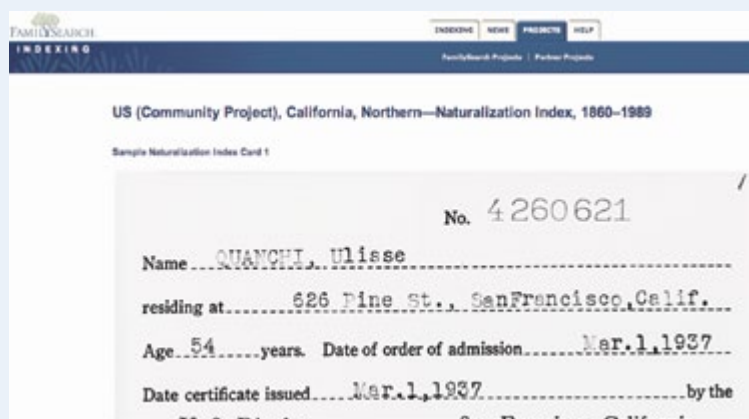 FAMILYSEARCH
INDEXING
INDEXING NEWS PROJECTS HELP
FamilySearch Projects | Partner Projects
US (Community Project), California, Northern—Naturalization Index, 1860–1989
Sample Naturalization Index Card 1
No. 4260621
Name QUANCHI, Ulisse
residing at 626 Pine St., SanFrancisco,Calif.
Age 54 years. Date of order of admission Mar.1,1937
Date certificate issued Mar.1,1937 by the